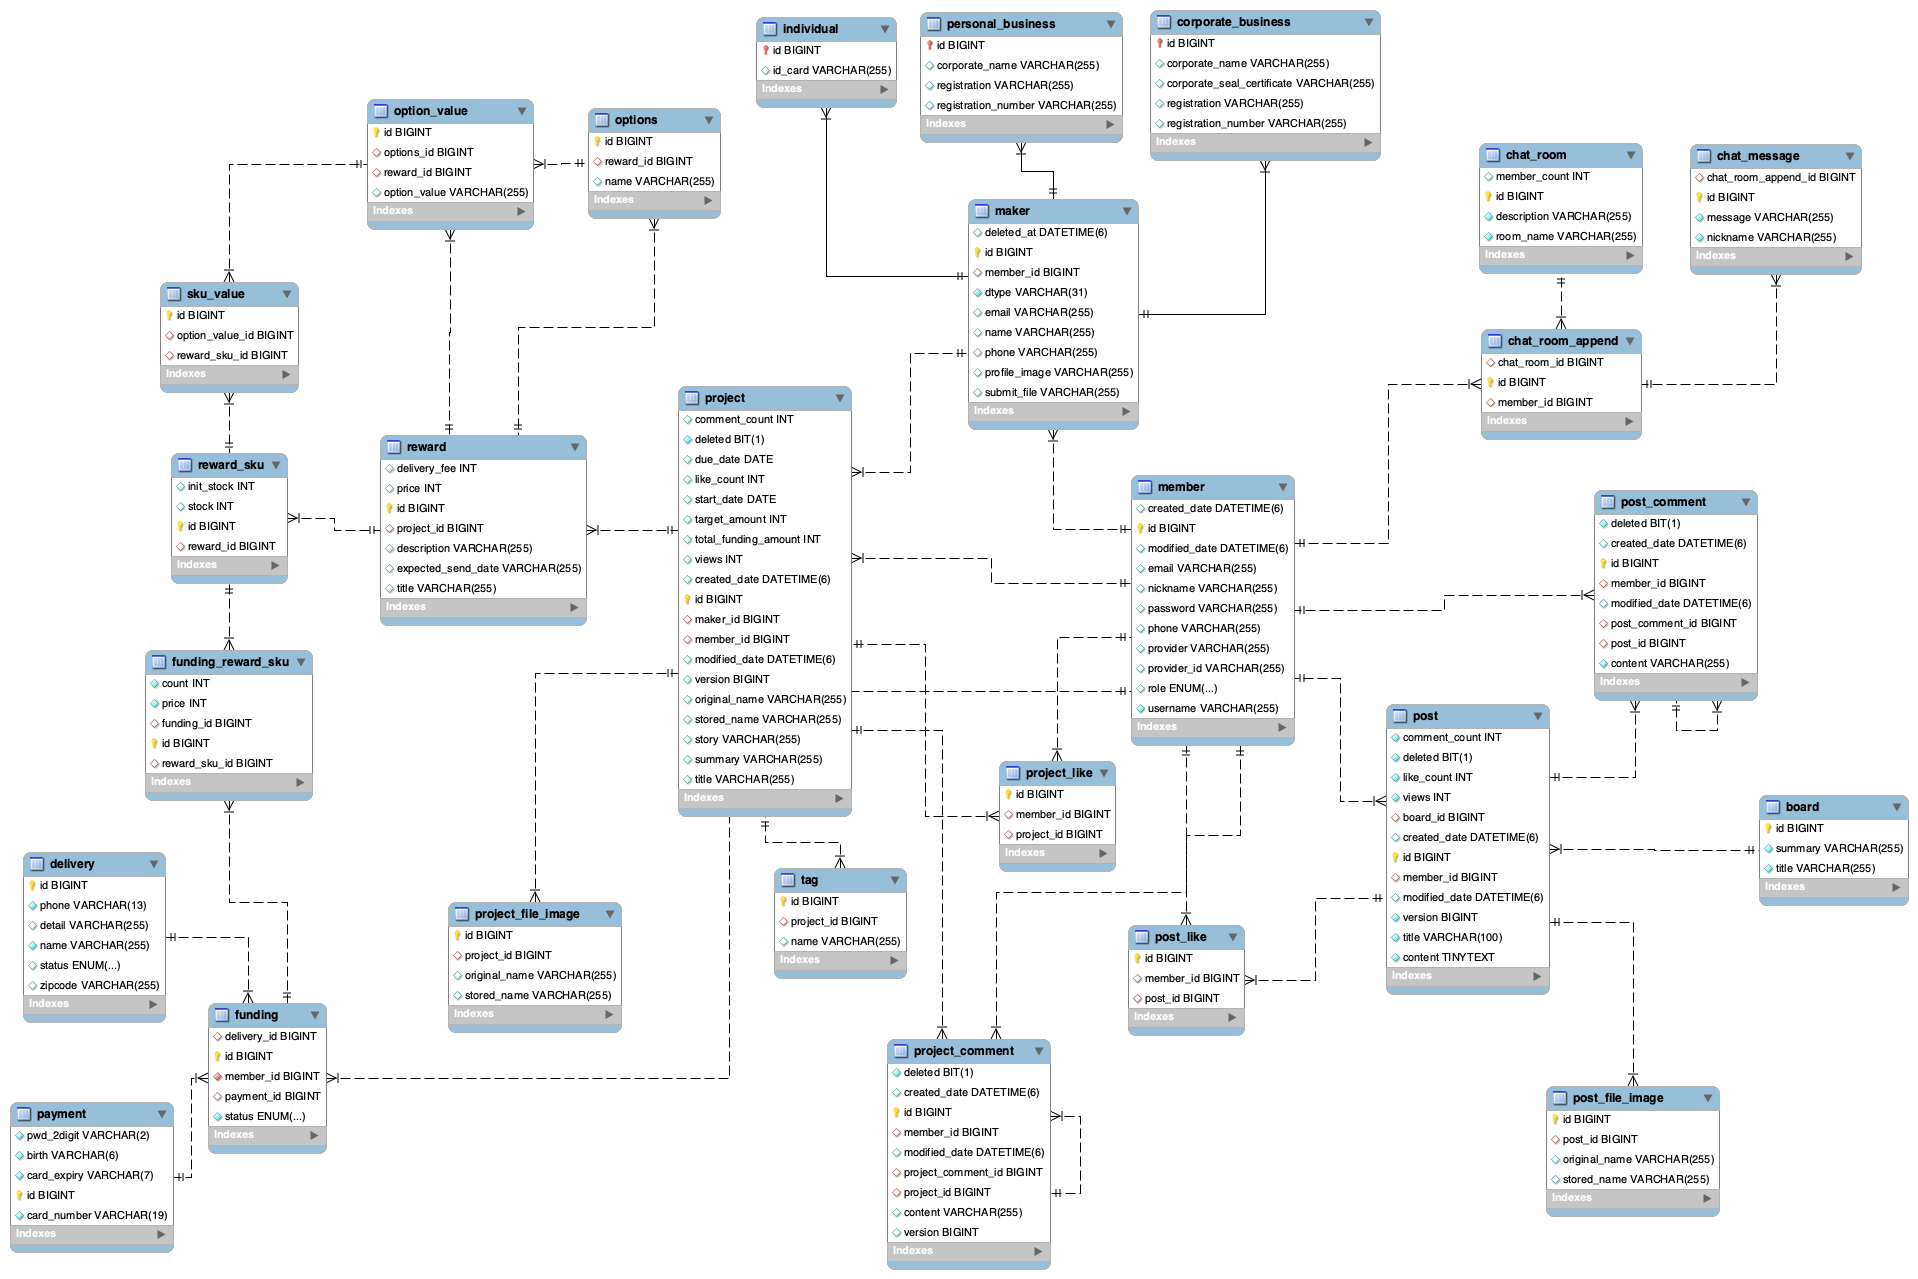 individual
id BIGINT
id_card VARCHAR(255)
Indexes
personal_business
id BIGINT
corporate_name VARCHAR(255)
registration VARCHAR(255)
registration_number VARCHAR(255)
Indexes
corporate_business
id BIGINT
corporate_name VARCHAR(255)
corporate_seal_certificate VARCHAR(255)
registration VARCHAR(255)
registration_number VARCHAR(255)
Indexes
option_value
id BIGINT
options_id BIGINT
reward_id BIGINT
option_value VARCHAR(255)
Indexes
options
id BIGINT
reward_id BIGINT
name VARCHAR(255)
Indexes
chat_room
member_count INT
id BIGINT
description VARCHAR(255)
room_name VARCHAR(255)
Indexes
chat_message
chat_room_append_id BIGINT
id BIGINT
message VARCHAR(255)
nickname VARCHAR(255)
Indexes
maker
deleted_at DATETIME(6)
id BIGINT
member_id BIGINT
dtype VARCHAR(31)
email VARCHAR(255)
name VARCHAR(255)
phone VARCHAR(255)
profile_image VARCHAR(255)
submit_file VARCHAR(255)
Indexes
sku_value
id BIGINT
option_value_id BIGINT
reward_sku_id BIGINT
Indexes
chat_room_append
chat_room_id BIGINT
id BIGINT
member_id BIGINT
Indexes
project
comment_count INT
deleted BIT(1)
due_date DATE
like_count INT
start_date DATE
target_amount INT
total_funding_amount INT
views INT
created_date DATETIME(6)
id BIGINT
maker_id BIGINT
member_id BIGINT
modified_date DATETIME(6)
version BIGINT
original_name VARCHAR(255)
stored_name VARCHAR(255)
story VARCHAR(255)
summary VARCHAR(255)
title VARCHAR(255)
Indexes
reward
delivery_fee INT
price INT
id BIGINT
project_id BIGINT
description VARCHAR(255)
expected_send_date VARCHAR(255)
title VARCHAR(255)
Indexes
reward_sku
init_stock INT
stock INT
id BIGINT
reward_id BIGINT
Indexes
member
created_date DATETIME(6)
id BIGINT
modified_date DATETIME(6)
email VARCHAR(255)
nickname VARCHAR(255)
password VARCHAR(255)
phone VARCHAR(255)
provider VARCHAR(255)
provider_id VARCHAR(255)
role ENUM(...)
username VARCHAR(255)
Indexes
post_comment
deleted BIT(1)
created_date DATETIME(6)
id BIGINT
member_id BIGINT
modified_date DATETIME(6)
post_comment_id BIGINT
post_id BIGINT
content VARCHAR(255)
Indexes
funding_reward_sku
count INT
price INT
funding_id BIGINT
id BIGINT
reward_sku_id BIGINT
Indexes
post
comment_count INT
deleted BIT(1)
like_count INT
views INT
board_id BIGINT
created_date DATETIME(6)
id BIGINT
member_id BIGINT
modified_date DATETIME(6)
version BIGINT
title VARCHAR(100)
content TINYTEXT
Indexes
project_like
id BIGINT
member_id BIGINT
project_id BIGINT
Indexes
board
id BIGINT
summary VARCHAR(255)
title VARCHAR(255)
Indexes
delivery
id BIGINT
phone VARCHAR(13)
detail VARCHAR(255)
name VARCHAR(255)
status ENUM(...)
zipcode VARCHAR(255)
Indexes
tag
id BIGINT
project_id BIGINT
name VARCHAR(255)
Indexes
project_file_image
id BIGINT
project_id BIGINT
original_name VARCHAR(255)
stored_name VARCHAR(255)
Indexes
post_like
id BIGINT
member_id BIGINT
post_id BIGINT
Indexes
funding
delivery_id BIGINT
id BIGINT
member_id BIGINT
payment_id BIGINT
status ENUM(...)
Indexes
project_comment
deleted BIT(1)
created_date DATETIME(6)
id BIGINT
member_id BIGINT
modified_date DATETIME(6)
project_comment_id BIGINT
project_id BIGINT
content VARCHAR(255)
version BIGINT
Indexes
post_file_image
id BIGINT
post_id BIGINT
original_name VARCHAR(255)
stored_name VARCHAR(255)
Indexes
payment
pwd_2digit VARCHAR(2)
birth VARCHAR(6)
card_expiry VARCHAR(7)
id BIGINT
card_number VARCHAR(19)
Indexes